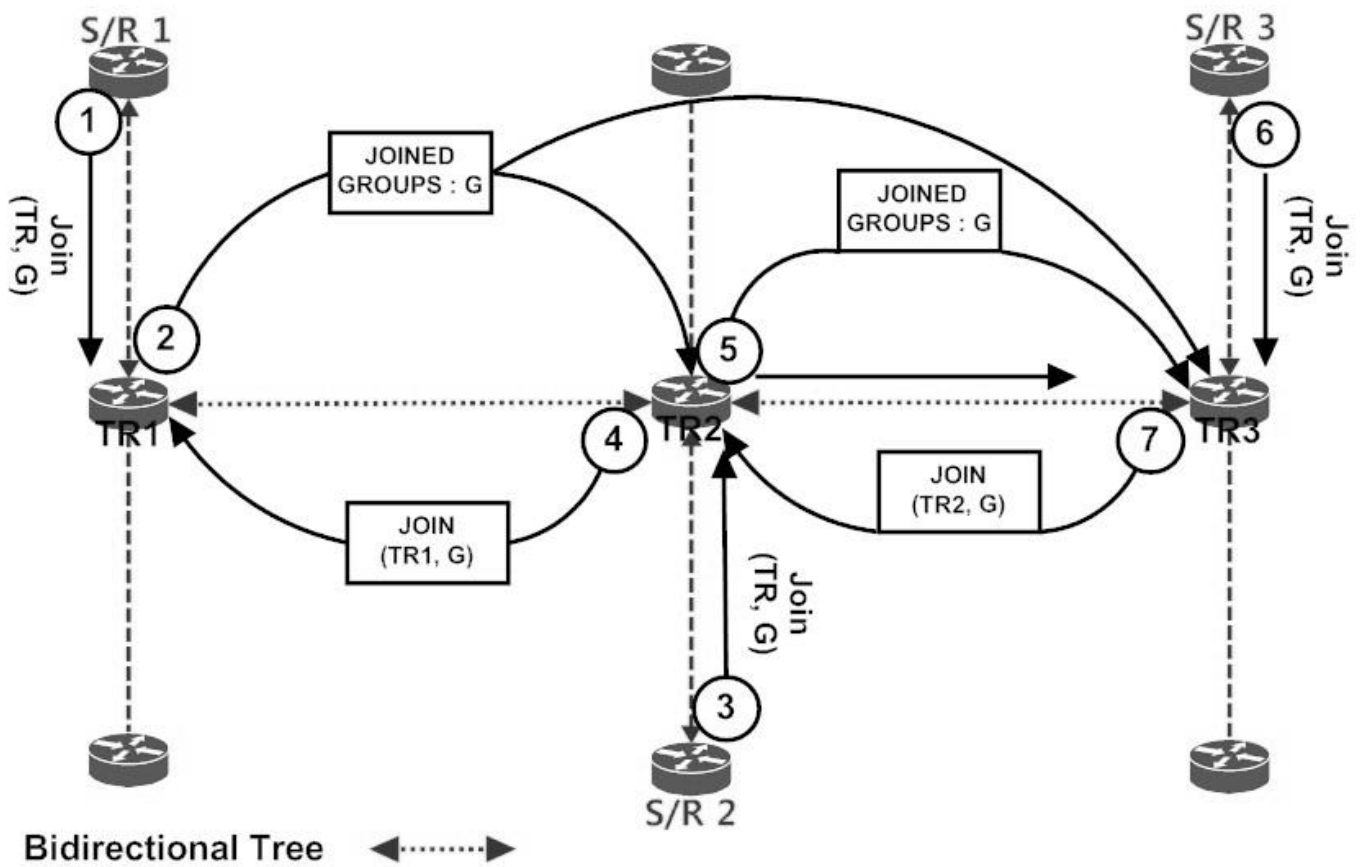 S/R 1
S/R 3
1
6
JOINED
GROUPS : G
JOINED
GROUPS : G
Join
(TR, G)
Join
(TR, G)
2
5
TR1
TR2
TR3
4
7
JOIN
(TR1, G)
JOIN
(TR2, G)
Join
(TR, G)
3
S/R 2
Bidirectional Tree